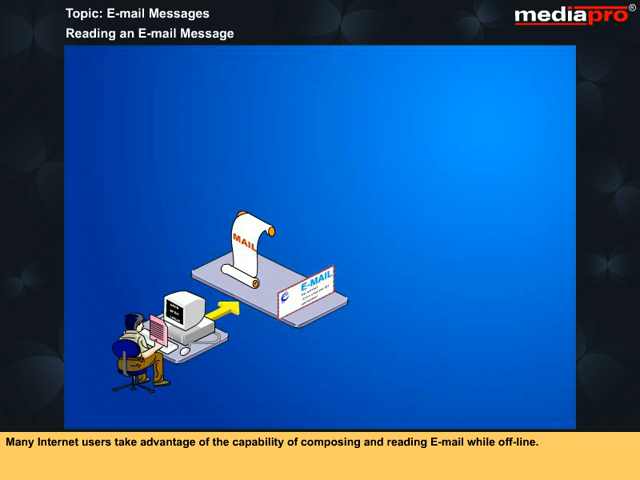 Topic: E-mail Messages
Reading an E-mail Message
mediapro®
MAIL
E-MAIL
Many Internet users take advantage of the capability of composing and reading E-mail while off-line.